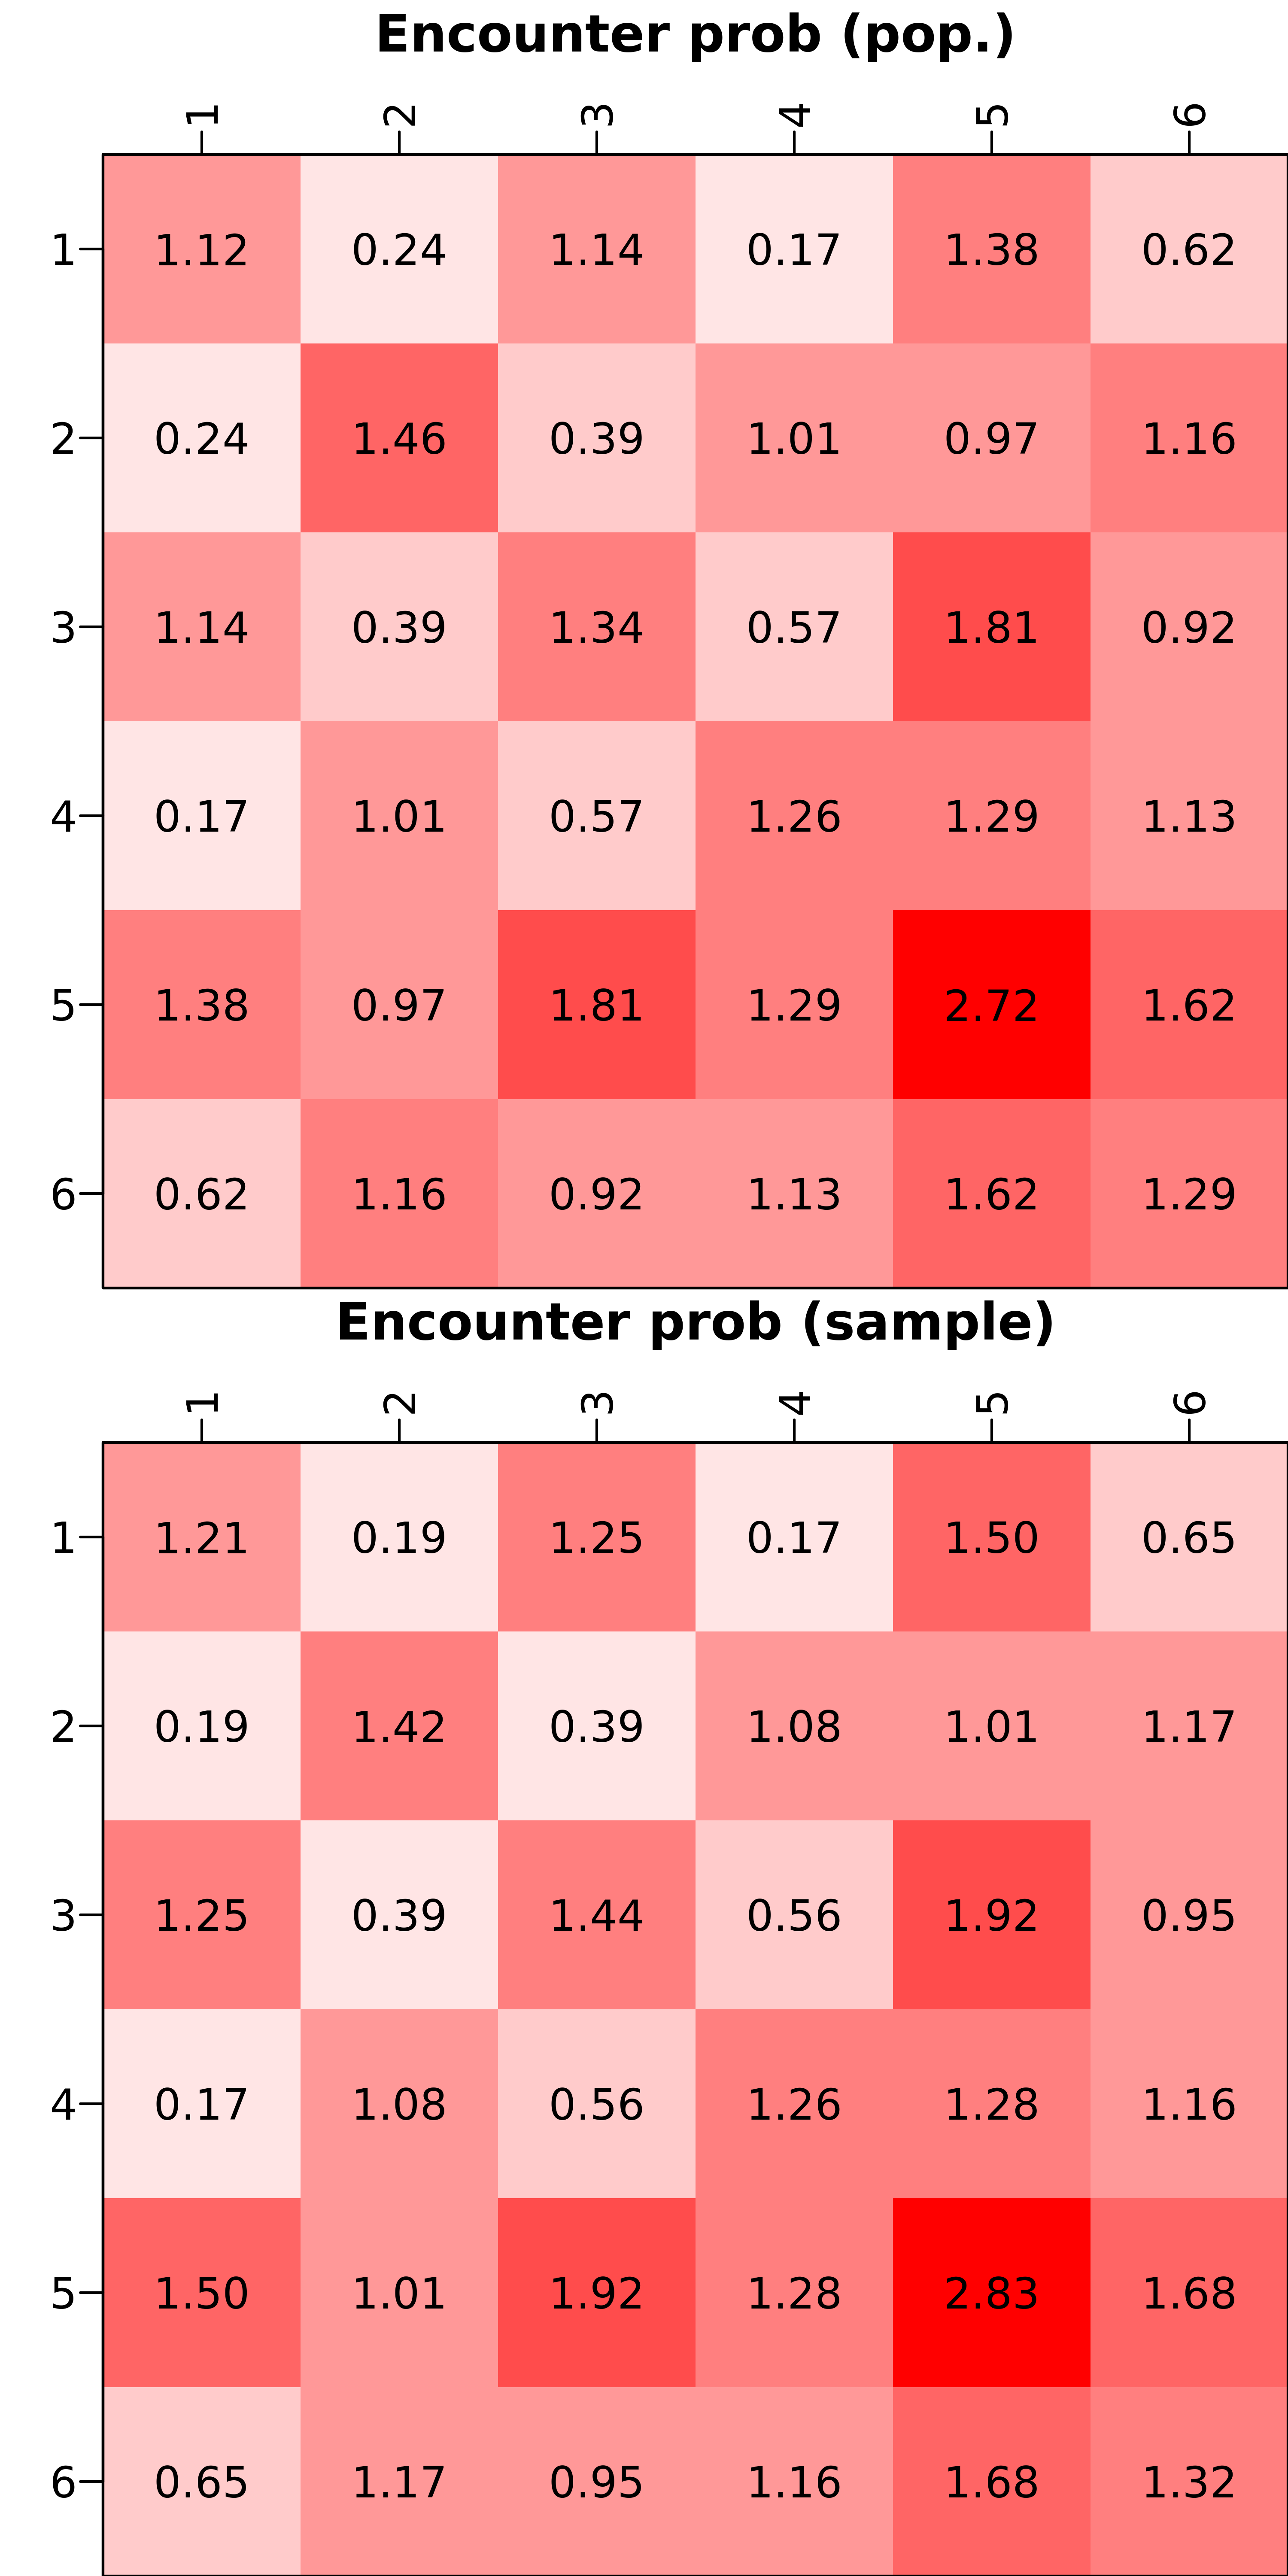 Encounter prob (pop.)
1 2 3 4 5 6
1 1.12 0.24 1.14 0.17 1.38 0.62
2 0.24 1.46 0.39 1.01 0.97 1.16
3 1.14 0.39 1.34 0.57 1.81 0.92
4 0.17 1.01 0.57 1.26 1.29 1.13
5 1.38 0.97 1.81 1.29 2.72 1.62
6 0.62 1.16 0.92 1.13 1.62 1.29
Encounter prob (sample)
1 2 3 4 5 6
1 1.21 0.19 1.25 0.17 1.50 0.65
2 0.19 1.42 0.39 1.08 1.01 1.17
3 1.25 0.39 1.44 0.56 1.92 0.95
4 0.17 1.08 0.56 1.26 1.28 1.16
5 1.50 1.01 1.92 1.28 2.83 1.68
6 0.65 1.17 0.95 1.16 1.68 1.32